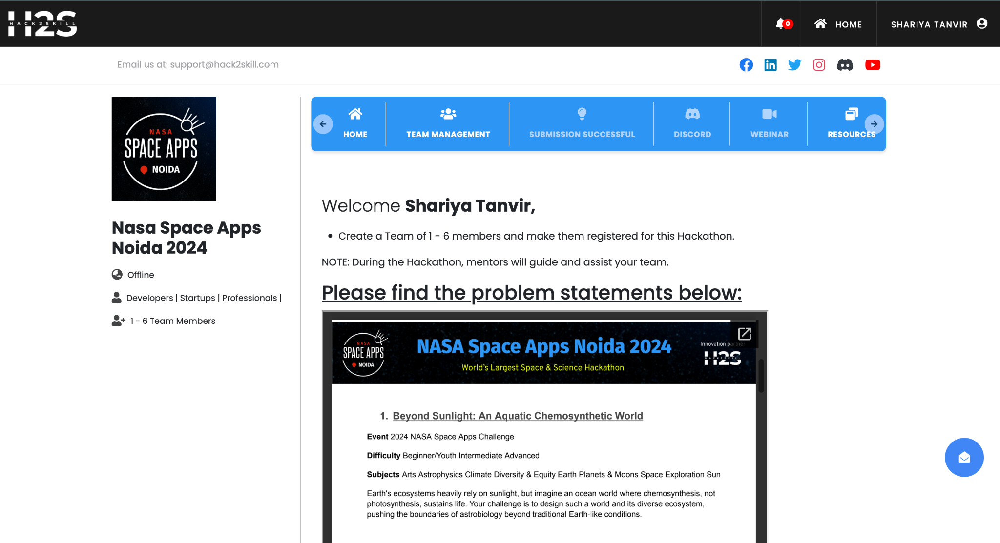 H2S
HACK2SKILL
0
HOME
SHARIYA TANVIR
Email us at: support@hack2skill.com
NASA
SPACE APPS
NOIDA
Nasa Space Apps
Noida 2024
Offline
Developers | Startups | Professionals |
1 - 6 Team Members
HOME
TEAM MANAGEMENT
SUBMISSION SUCCESSFUL
DISCORD
WEBINAR
RESOURCES
Welcome Shariya Tanvir,
• Create a Team of 1 - 6 members and make them registered for this Hackathon.
NOTE: During the Hackathon, mentors will guide and assist your team.
Please find the problem statements below:
NASA
SPACE APPS
NOIDA
NASA Space Apps Noida 2024
World's Largest Space & Science Hackathon
Innovation partner
H2S
HACK2SKILL
1. Beyond Sunlight: An Aquatic Chemosynthetic World
Event 2024 NASA Space Apps Challenge
Difficulty Beginner/Youth Intermediate Advanced
Subjects Arts Astrophysics Climate Diversity & Equity Earth Planets & Moons Space Exploration Sun
Earth's ecosystems heavily rely on sunlight, but imagine an ocean world where chemosynthesis, not
photosynthesis, sustains life. Your challenge is to design such a world and its diverse ecosystem,
pushing the boundaries of astrobiology beyond traditional Earth-like conditions.